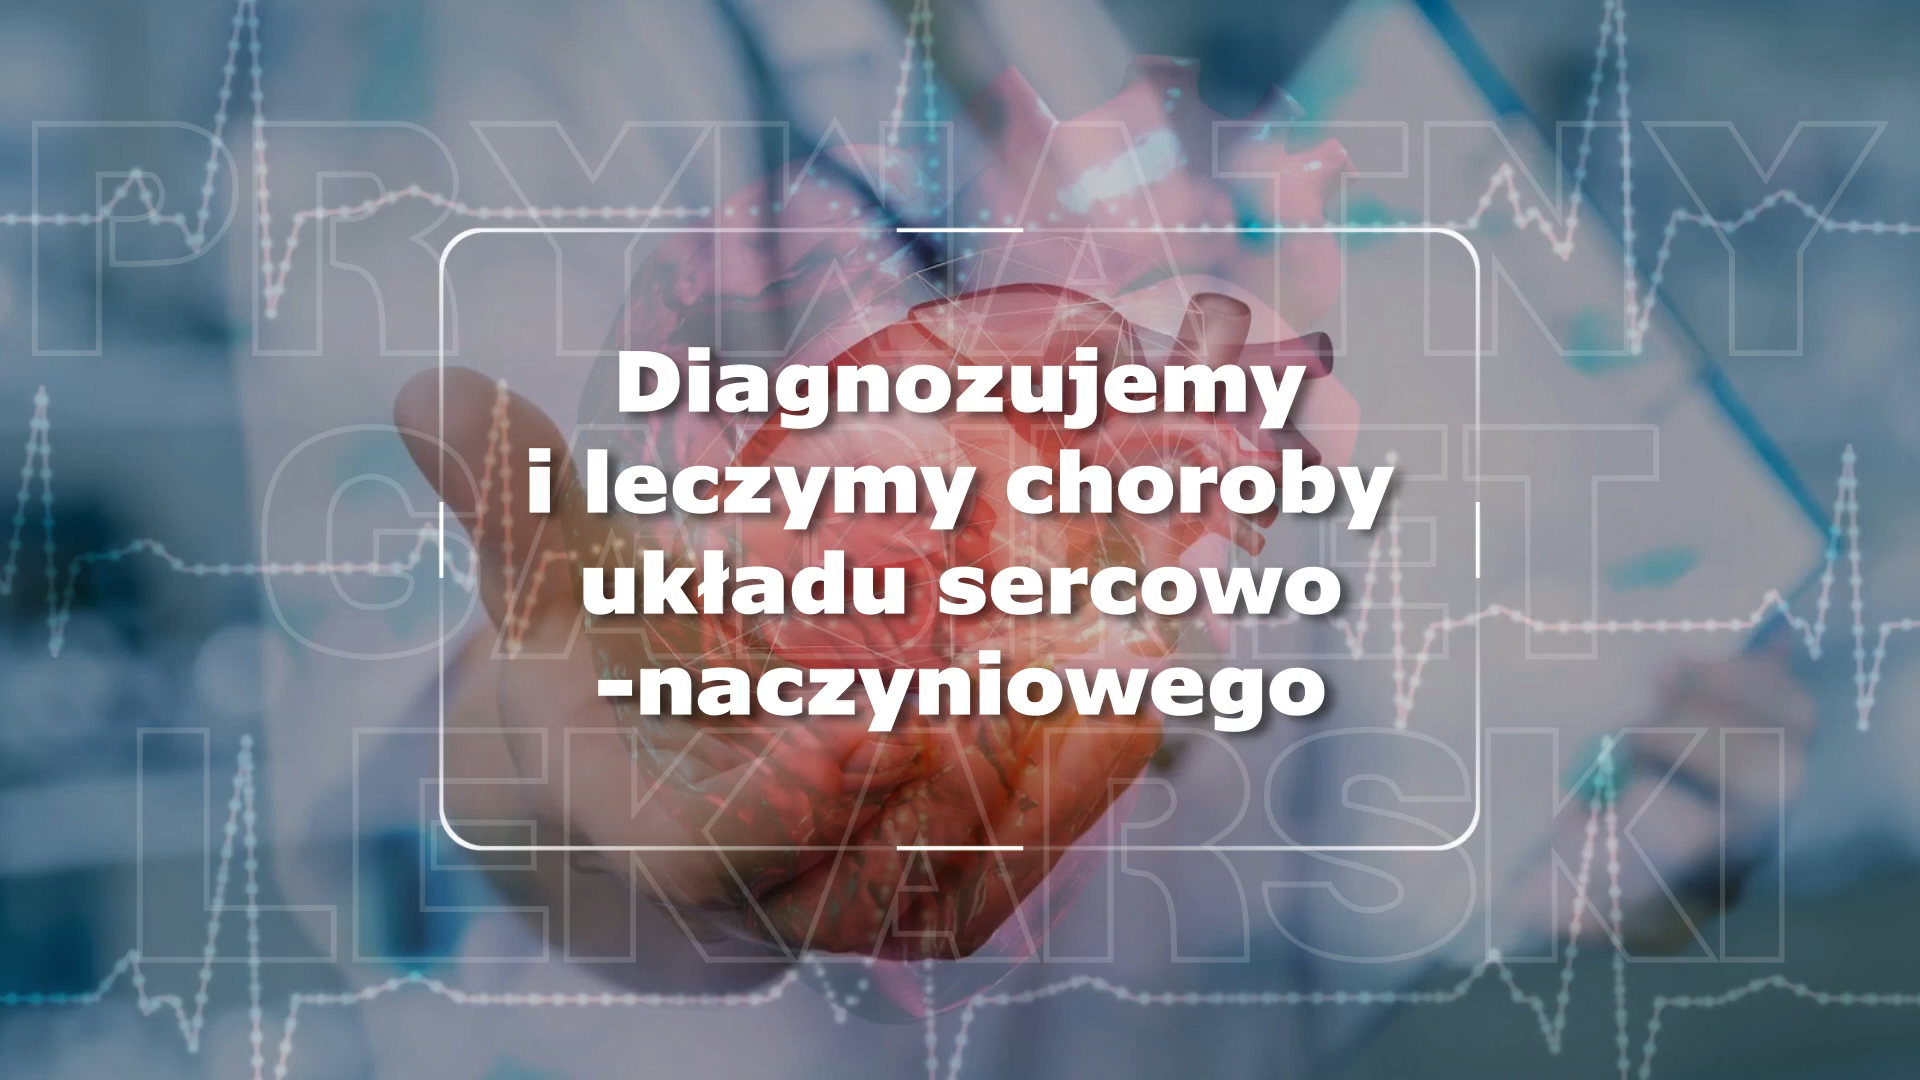 PRYWATNY
GABINET
LEKARSKI
Diagnozujemy
i leczymy choroby
układu sercowo
-naczyniowego